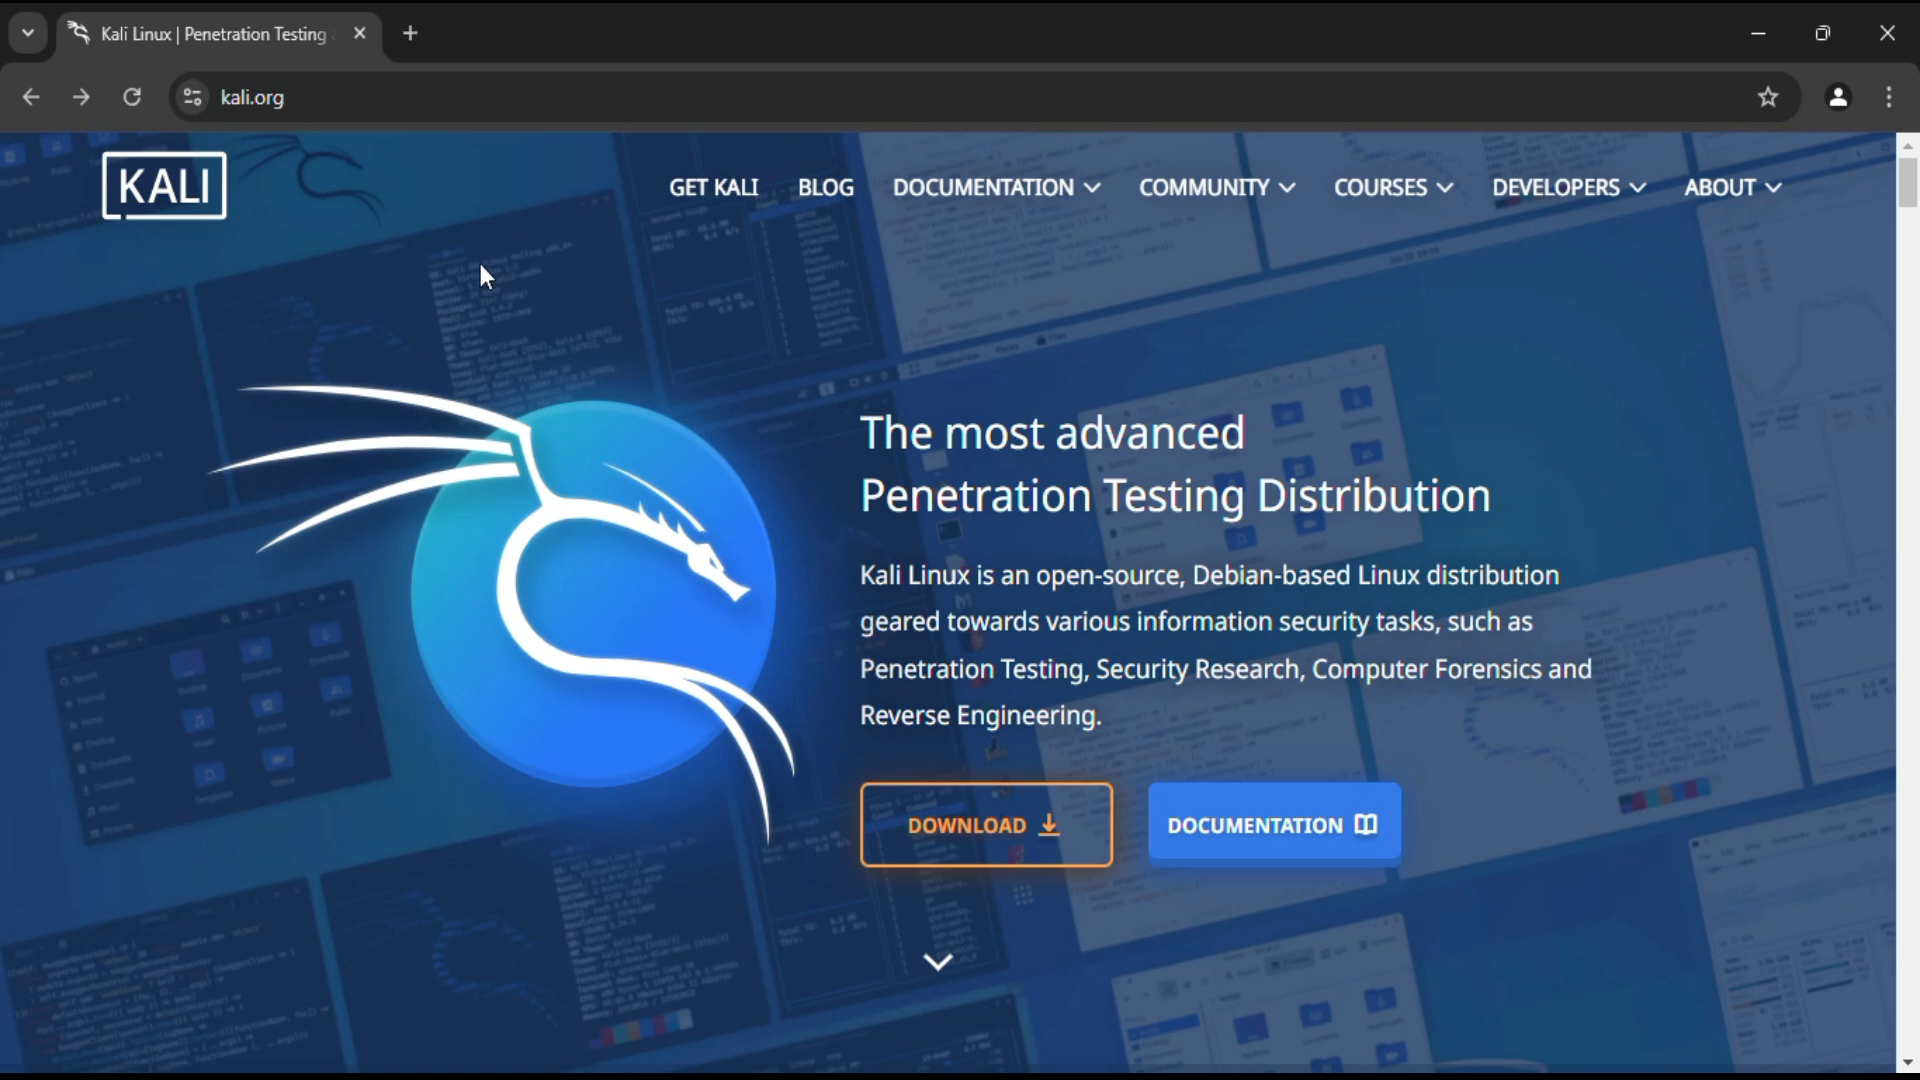 Kali Linux | Penetration Testing
kali.org
KALI
GET KALI BLOG DOCUMENTATION COMMUNITY COURSES DEVELOPERS ABOUT
The most advanced
Penetration Testing Distribution
Kali Linux is an open-source, Debian-based Linux distribution
geared towards various information security tasks, such as
Penetration Testing, Security Research, Computer Forensics and
Reverse Engineering.
DOWNLOAD
DOCUMENTATION